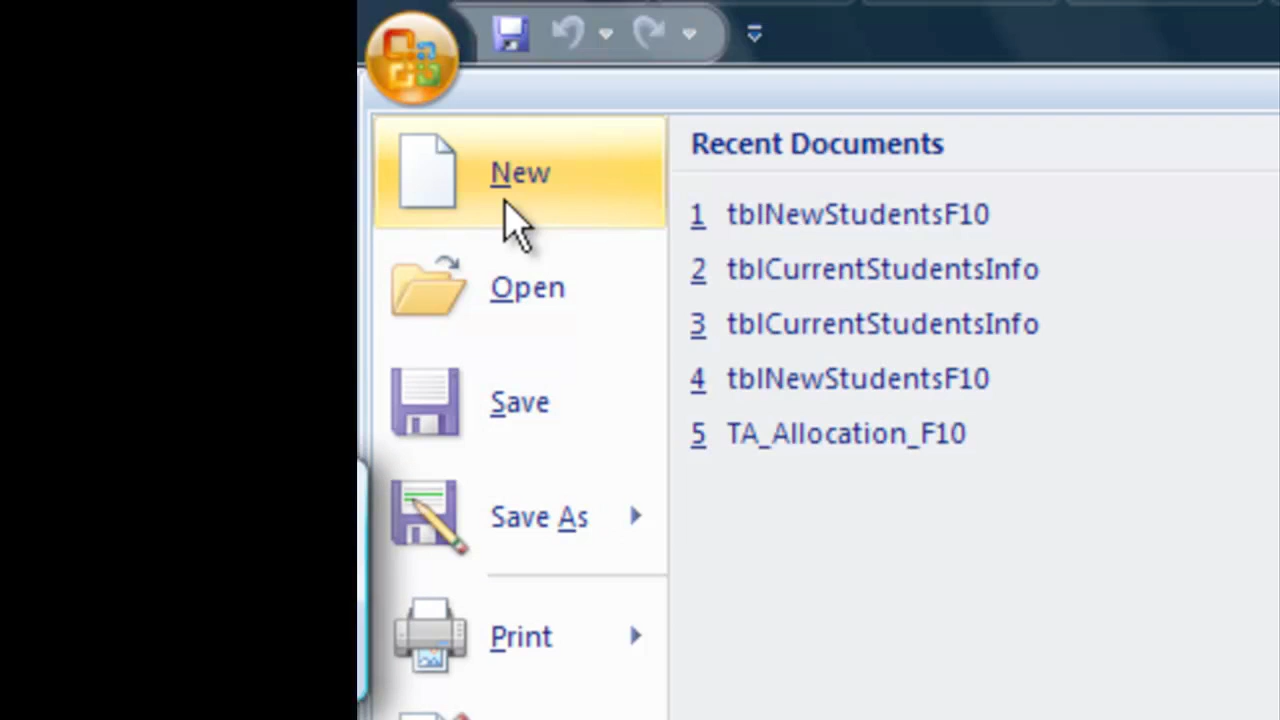 New
Open
Save
Save As
Print
Recent Documents
1 tblNewStudentsF10
2 tblCurrentStudentsInfo
3 tblCurrentStudentsInfo
4 tblNewStudentsF10
5 TA_Allocation_F10